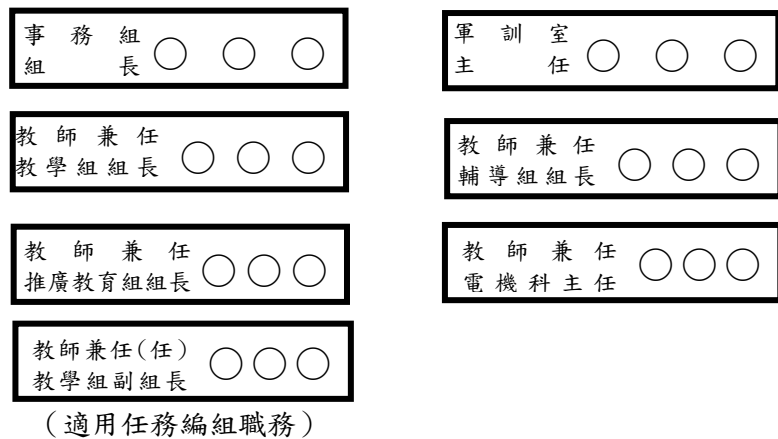 事務組
組長 ○ ○ ○
軍訓室
主任 ○ ○ ○
教師兼任
教學組組長 ○ ○ ○
教師兼任
輔導組組長 ○ ○ ○
教師兼任
推廣教育組組長 ○ ○ ○
教師兼任
電機科主任 ○ ○ ○
教師兼任(任)
教學組副組長 ○ ○ ○
(適用任務編組職務)